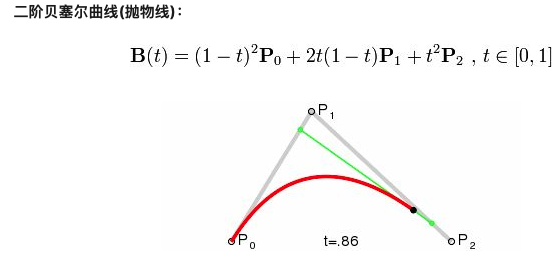 二阶贝塞尔曲线(抛物线)：
B(t) = (1 − t)²P₀ + 2t(1 − t)P₁ + t²P₂ , t ∈ [0, 1]
P₁
P₀
t=.86
P₂